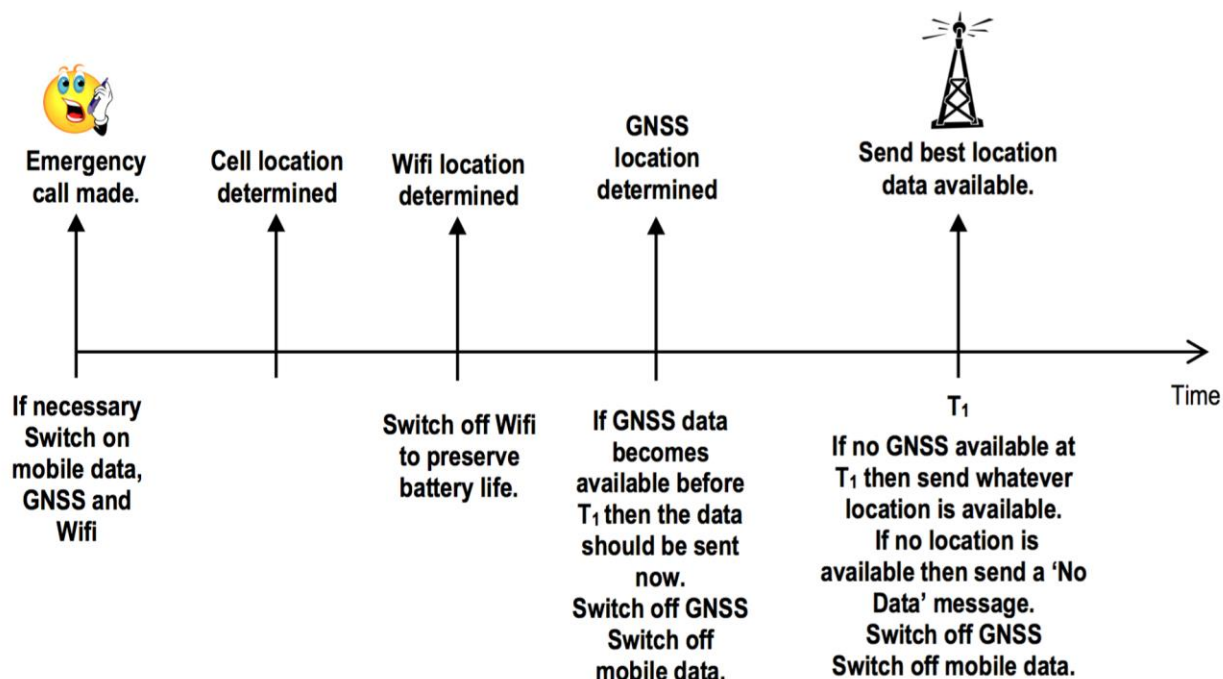 Emergency
call made.
Cell location
determined
Wifi location
determined
GNSS
location
determined
Send best location
data available.
Time
If necessary
Switch on
mobile data,
GNSS and
Wifi
Switch off Wifi
to preserve
battery life.
If GNSS data
becomes
available before
T₁ then the data
should be sent
now.
Switch off GNSS
Switch off
mobile data.
T₁
If no GNSS available at
T₁ then send whatever
location is available.
If no location is
available then send a ‘No
Data’ message.
Switch off GNSS
Switch off mobile data.